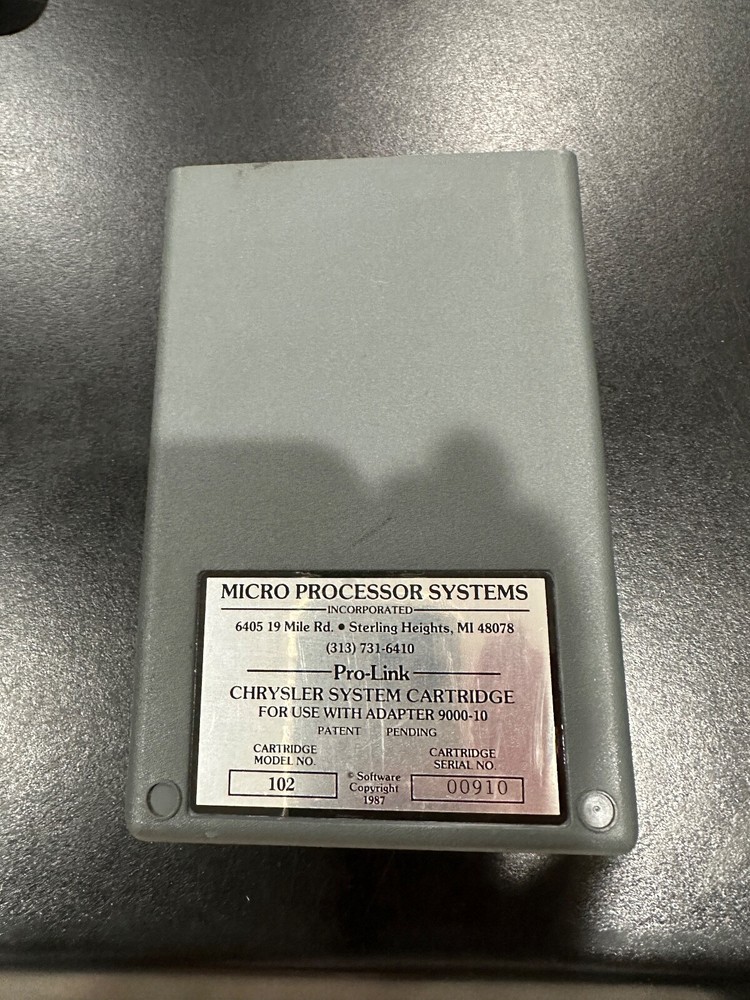 MICRO PROCESSOR SYSTEMS
INCORPORATED
6405 19 Mile Rd. • Sterling Heights, MI 48078
(313) 731-6410
Pro-Link
CHRYSLER SYSTEM CARTRIDGE
FOR USE WITH ADAPTER 9000-10
PATENT PENDING
CARTRIDGE MODEL NO.
102
© Software Copyright 1987
CARTRIDGE SERIAL NO.
00910